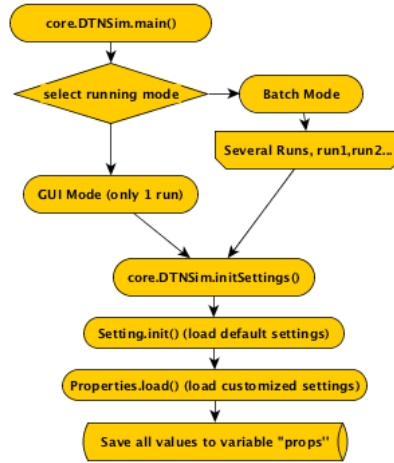 core.DTNSim.main()
select running mode
Batch Mode
Several Runs, run1,run2...
GUI Mode (only 1 run)
core.DTNSim.initSettings()
Setting.init() (load default settings)
Properties.load() (load customized settings)
Save all values to variable "props"